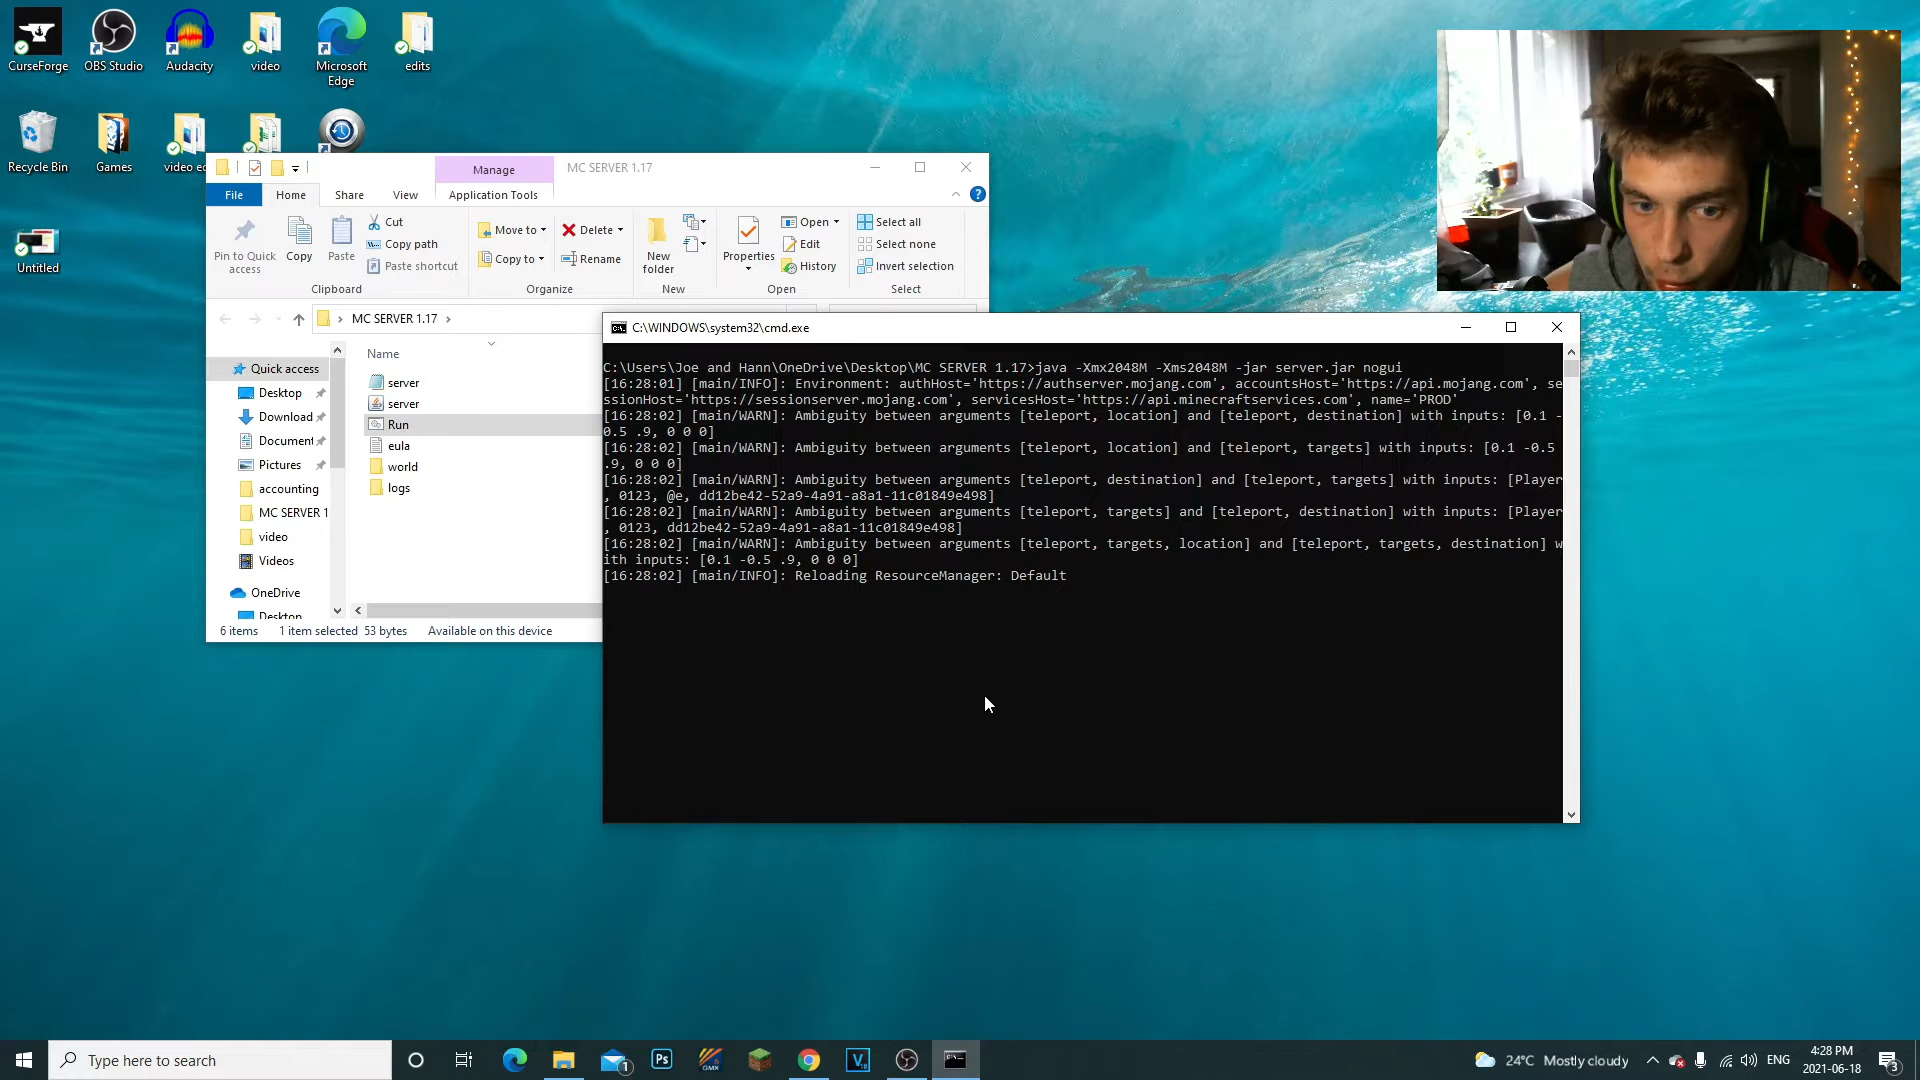 CurseForge
OBS Studio
Audacity
video
Microsoft
Edge
edits
Recycle Bin
Games
video ed
Untitled
Manage
MC SERVER 1.17
File
Home
Share
View
Application Tools
Pin to Quick
access
Copy
Paste
Cut
Copy path
Paste shortcut
Clipboard
Move to
Copy to
Delete
Rename
Organize
New
folder
New
Properties
Open
Edit
History
Open
Select all
Select none
Invert selection
Select
MC SERVER 1.17
Name
Quick access
Desktop
Download
Document
Pictures
accounting
MC SERVER 1
video
Videos
OneDrive
Desktop
server
server
Run
eula
world
logs
6 items
1 item selected
53 bytes
Available on this device
C:\WINDOWS\system32\cmd.exe
C:\Users\Joe and Hann\OneDrive\Desktop\MC SERVER 1.17>java -Xmx2048M -Xms2048M -jar server.jar nogui
[16:28:01] [main/INFO]: Environment: authHost='https://authserver.mojang.com', accountsHost='https://api.mojang.com', se
ssionHost='https://sessionserver.mojang.com', servicesHost='https://api.minecraftservices.com', name='PROD'
[16:28:02] [main/WARN]: Ambiguity between arguments [teleport, location] and [teleport, destination] with inputs: [0.1 -
0.5 .9, 0 0 0]
[16:28:02] [main/WARN]: Ambiguity between arguments [teleport, location] and [teleport, targets] with inputs: [0.1 -0.5
.9, 0 0 0]
[16:28:02] [main/WARN]: Ambiguity between arguments [teleport, destination] and [teleport, targets] with inputs: [Player
, 0123, @e, dd12be42-52a9-4a91-a8a1-11c01849e498]
[16:28:02] [main/WARN]: Ambiguity between arguments [teleport, targets] and [teleport, destination] with inputs: [Player
, 0123, dd12be42-52a9-4a91-a8a1-11c01849e498]
[16:28:02] [main/WARN]: Ambiguity between arguments [teleport, targets, location] and [teleport, targets, destination] w
ith inputs: [0.1 -0.5 .9, 0 0 0]
[16:28:02] [main/INFO]: Reloading ResourceManager: Default
Type here to search
1
Ps
GMX
24°C Mostly cloudy
ENG
4:28 PM
2021-06-18
3